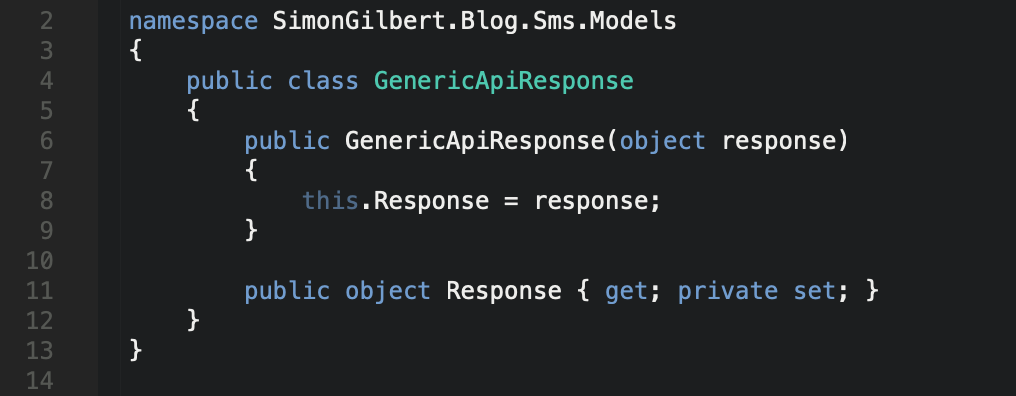 2 namespace SimonGilbert.Blog.Sms.Models
3 {
4 public class GenericApiResponse
5 {
6 public GenericApiResponse(object response)
7 {
8 this.Response = response;
9 }
10
11 public object Response { get; private set; }
12 }
13 }
14